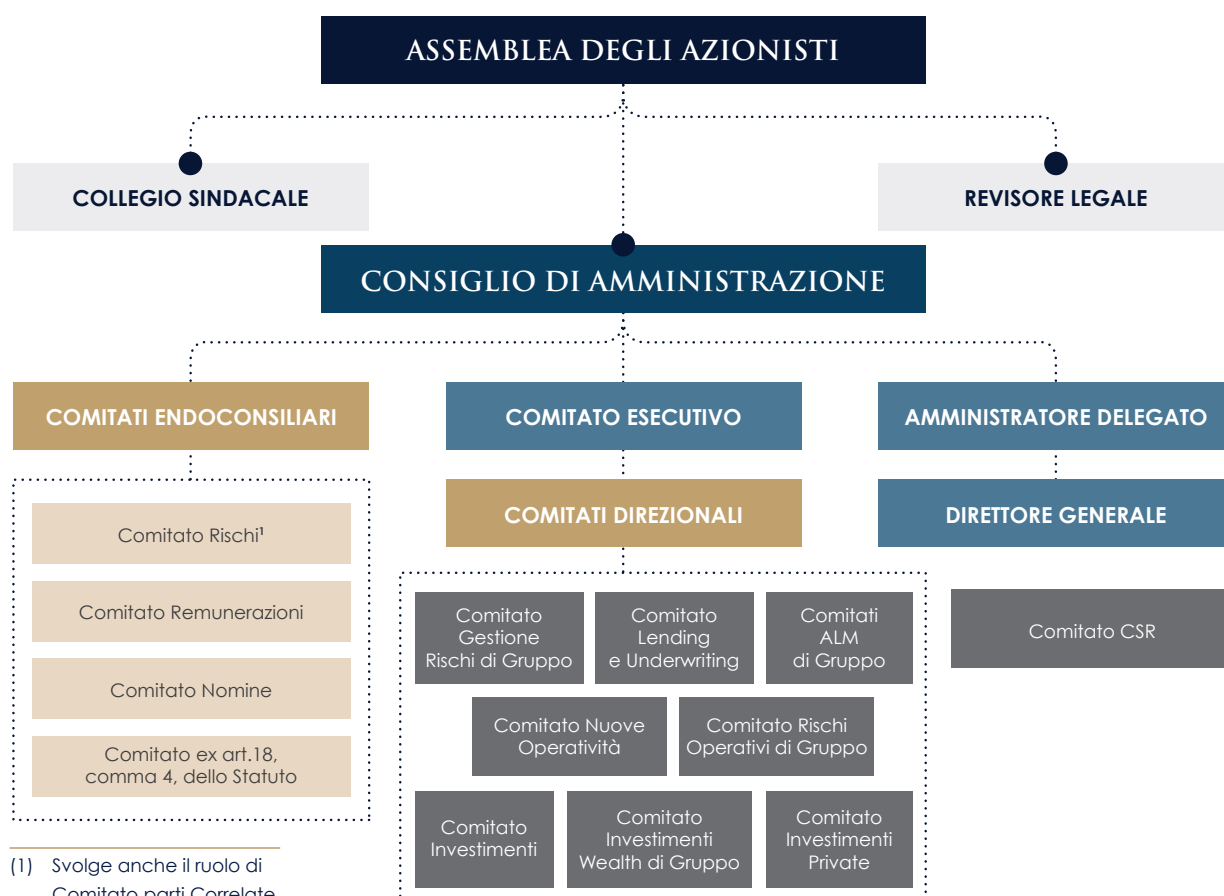 ASSEMBLEA DEGLI AZIONISTI
COLLEGIO SINDACALE
REVISORE LEGALE
CONSIGLIO DI AMMINISTRAZIONE
COMITATI ENDOCONSILIARI
COMITATO ESECUTIVO
AMMINISTRATORE DELEGATO
COMITATI DIREZIONALI
DIRETTORE GENERALE
Comitato Rischi¹
Comitato Remunerazioni
Comitato Nomine
Comitato ex art.18,
comma 4, dello Statuto
Comitato
Gestione
Rischi di Gruppo
Comitato
Lending
e Underwriting
Comitati
ALM
di Gruppo
Comitato CSR
Comitato Nuove
Operatività
Comitato Rischi
Operativi di Gruppo
Comitato
Investimenti
Comitato
Investimenti
Wealth di Gruppo
Comitato
Investimenti
Private
(1) Svolge anche il ruolo di
Comitato parti Correlate